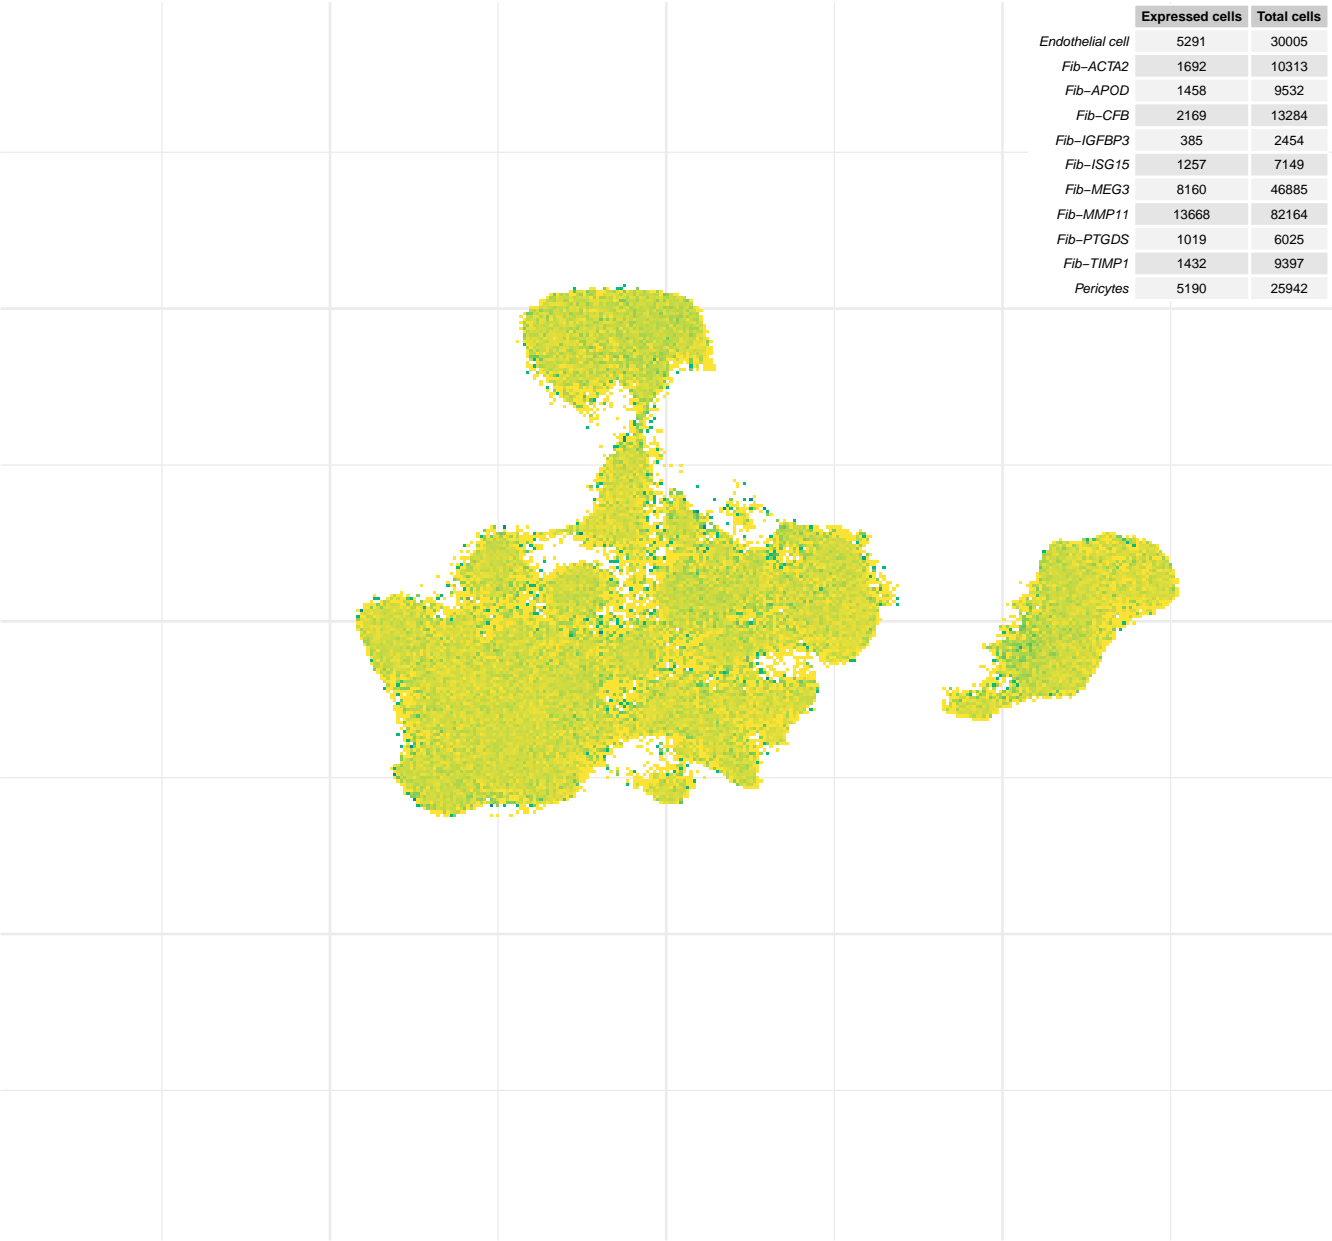 Expressed cells Total cells
Endothelial cell 5291 30005
Fib−ACTA2 1692 10313
Fib−APOD 1458 9532
Fib−CFB 2169 13284
Fib−IGFBP3 385 2454
Fib−ISG15 1257 7149
Fib−MEG3 8160 46885
Fib−MMP11 13668 82164
Fib−PTGDS 1019 6025
Fib−TIMP1 1432 9397
Pericytes 5190 25942